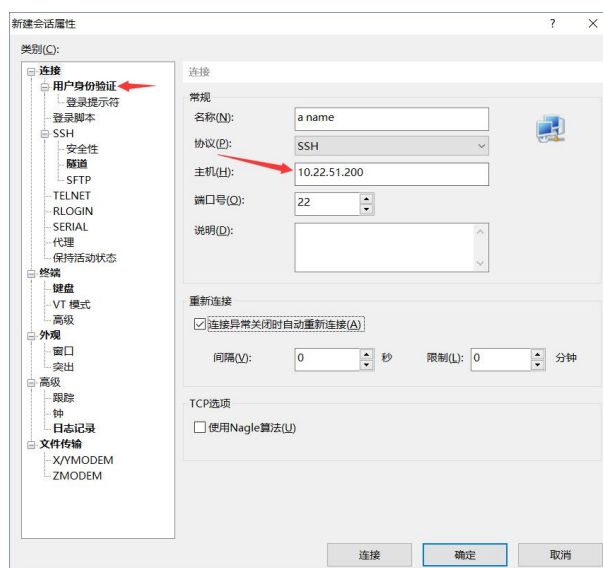 新建会话属性
类别(C):
连接
用户身份验证
登录提示符
登录脚本
SSH
安全性
隧道
SFTP
TELNET
RLOGIN
SERIAL
代理
保持活动状态
终端
键盘
VT 模式
高级
外观
窗口
突出
高级
跟踪
钟
日志记录
文件传输
X/YMODEM
ZMODEM
连接
常规
名称(N): a name
协议(P): SSH
主机(H): 10.22.51.200
端口号(O): 22
说明(D):
重新连接
连接异常关闭时自动重新连接(A)
间隔(V): 0 秒 限制(L): 0 分钟
TCP选项
使用Nagle算法(U)
连接 确定 取消